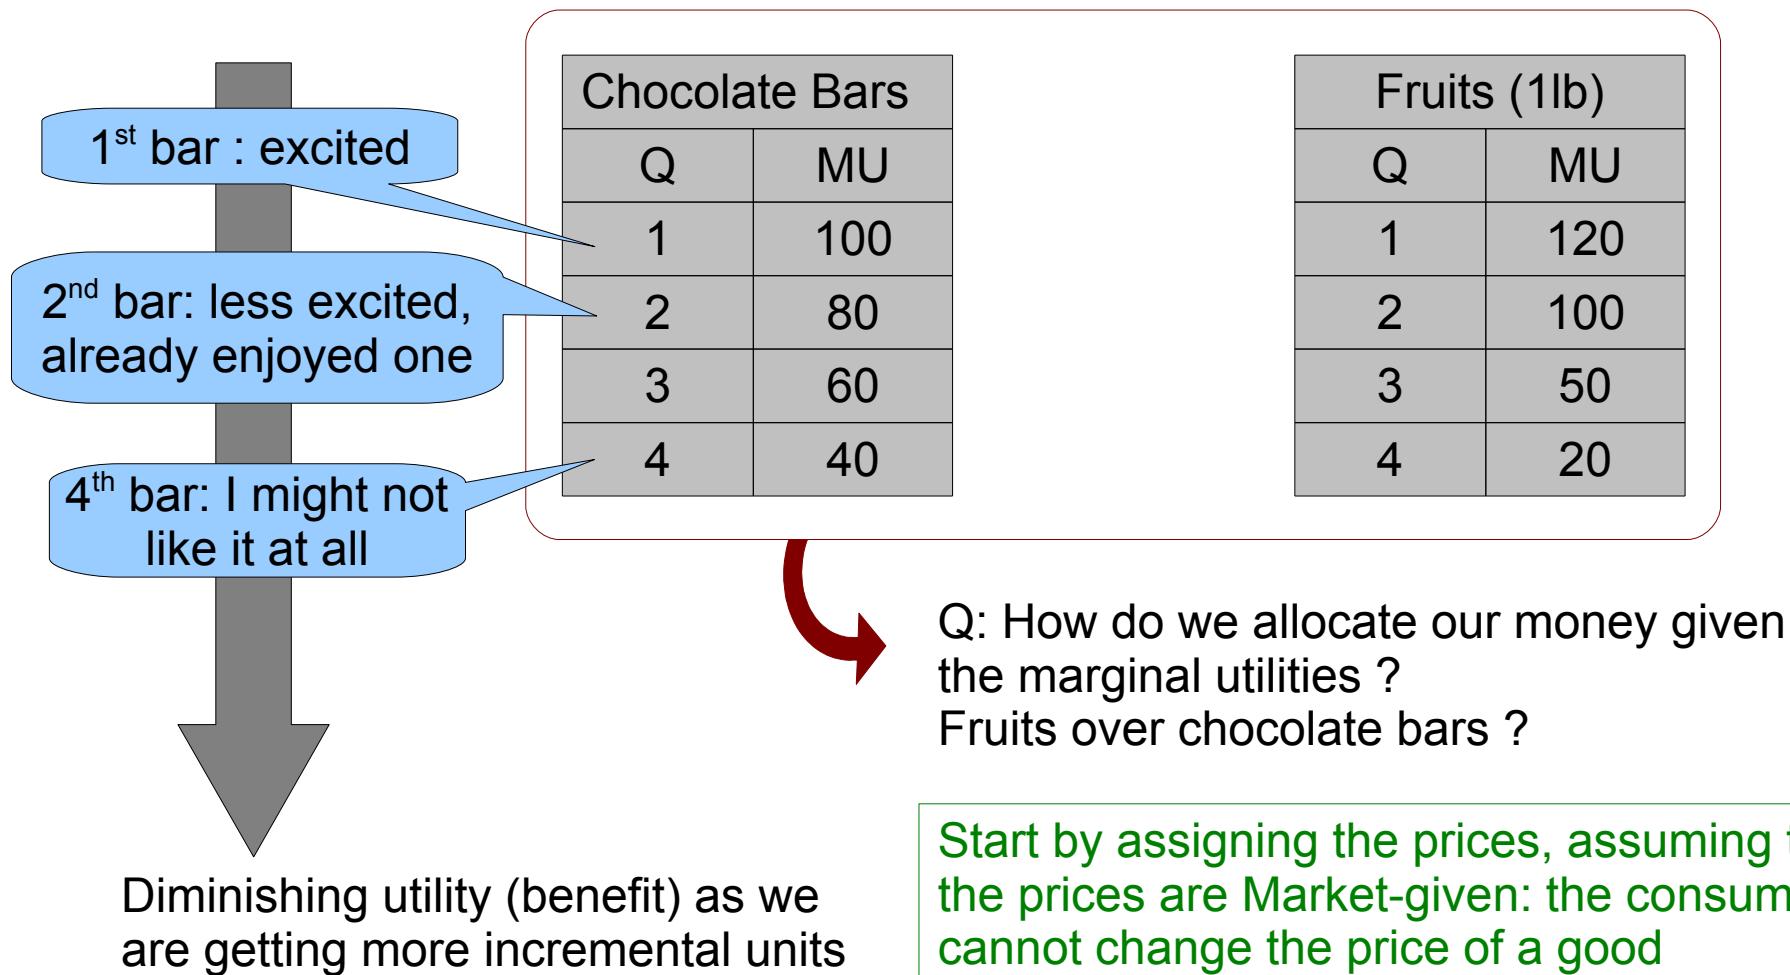 1st bar : excited
2nd bar: less excited,
already enjoyed one
4th bar: I might not
like it at all
Diminishing utility (benefit) as we
are getting more incremental units
Chocolate Bars
Q MU
1 100
2 80
3 60
4 40
Fruits (1lb)
Q MU
1 120
2 100
3 50
4 20
Q: How do we allocate our money given
the marginal utilities ?
Fruits over chocolate bars ?
Start by assigning the prices, assuming
the prices are Market-given: the
cannot change the price of a good